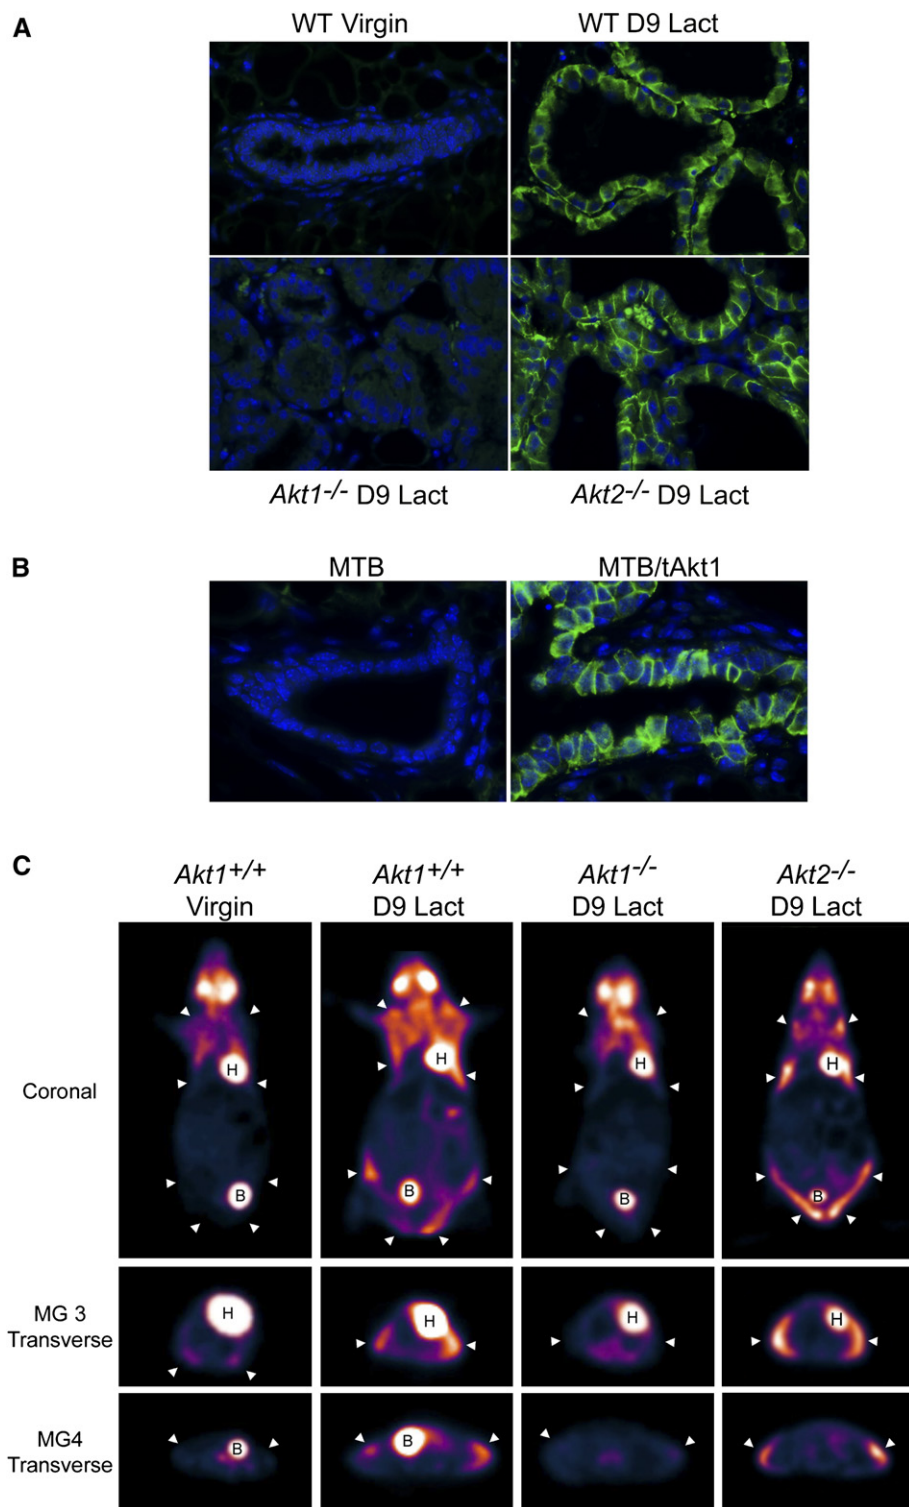 A
WT Virgin
WT D9 Lact
Akt1-/- D9 Lact
Akt2-/- D9 Lact
B
MTB
MTB/tAkt1
C
Akt1+/+
Virgin
Akt1+/+
D9 Lact
Akt1-/-
D9 Lact
Akt2-/-
D9 Lact
Coronal
H
B
H
B
H
B
H
B
MG 3
Transverse
H
H
H
H
MG4
Transverse
B
B